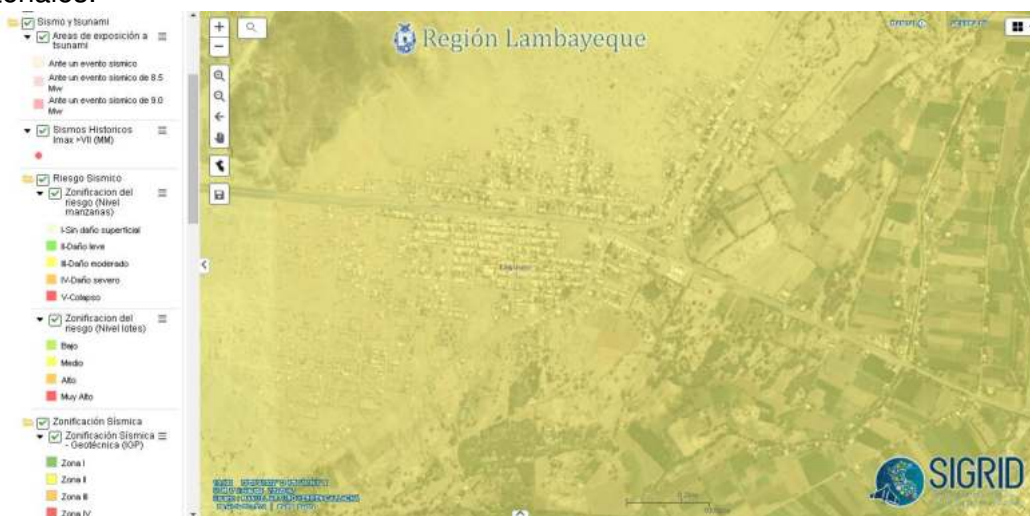 Sismo y tsunami
Areas de exposición a
tsunami
Ante un evento sísmico
Ante un evento sísmico de 8.5
Mw
Ante un evento sísmico de 9.0
Mw
Sismos Historicos
Imax >VII (MM)
Riesgo Sismico
Zonificacion del
riesgo (Nivel
manzanas)
I-Sin daño superficial
II-Daño leve
III-Daño moderado
IV-Daño severo
V-Colapso
Zonificacion del
riesgo (Nivel lotes)
Bajo
Medio
Alto
Muy Alto
Zonificación Sísmica
Zonificación Sísmica
- Geotécnica (IGP)
Zona I
Zona II
Zona III
Zona IV
Región Lambayeque
SIGRID